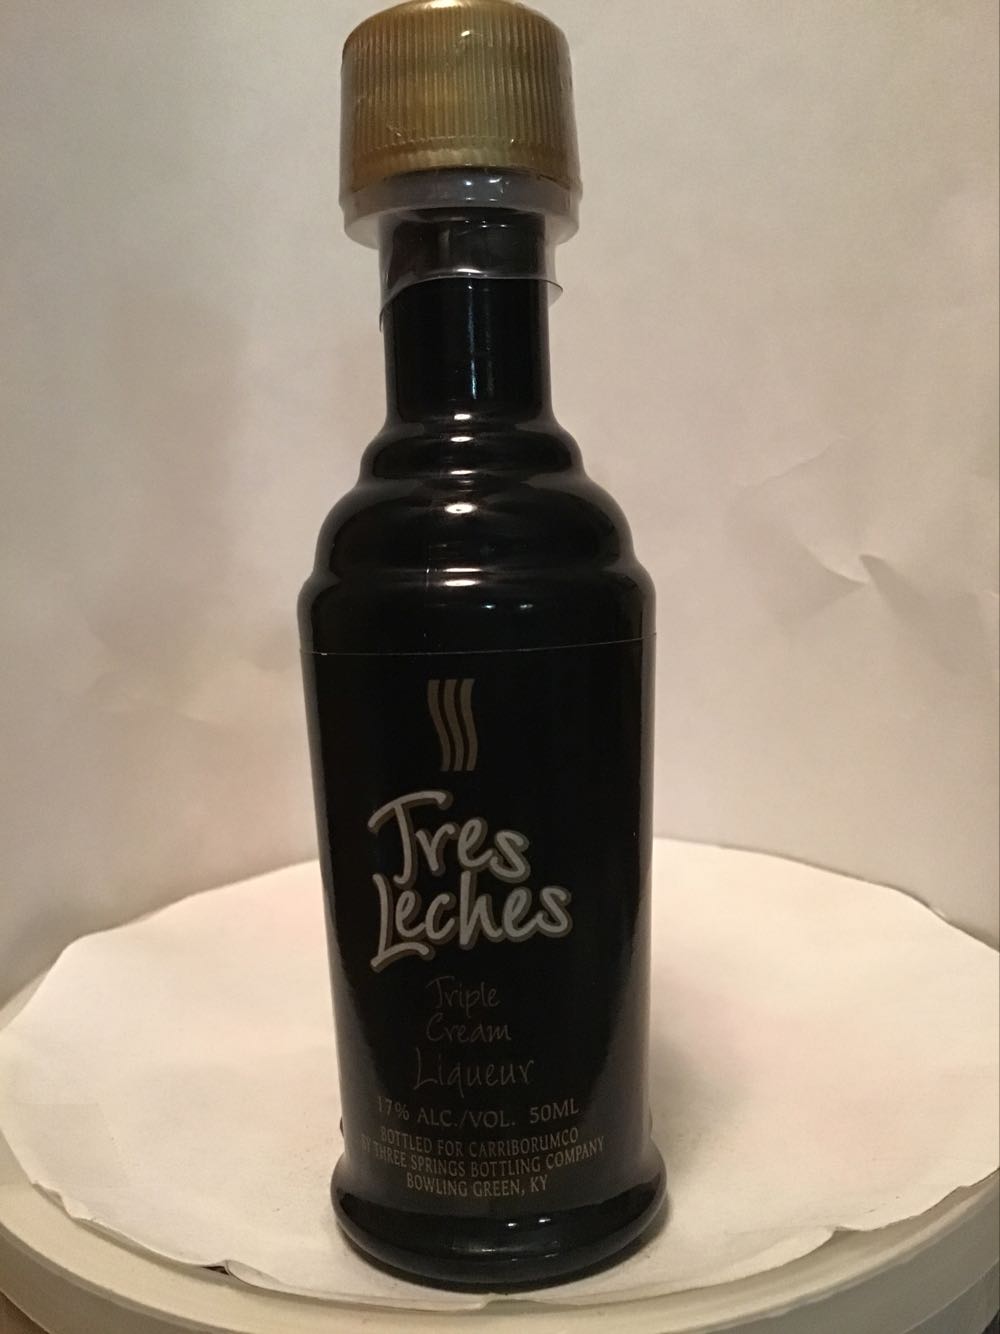 Tres
Leches
Triple
Cream
Liqueur
17% ALC./VOL. 50ML
BOTTLED FOR CARRIBORUMCO
BY THREE SPRINGS BOTTLING COMPANY
BOWLING GREEN, KY